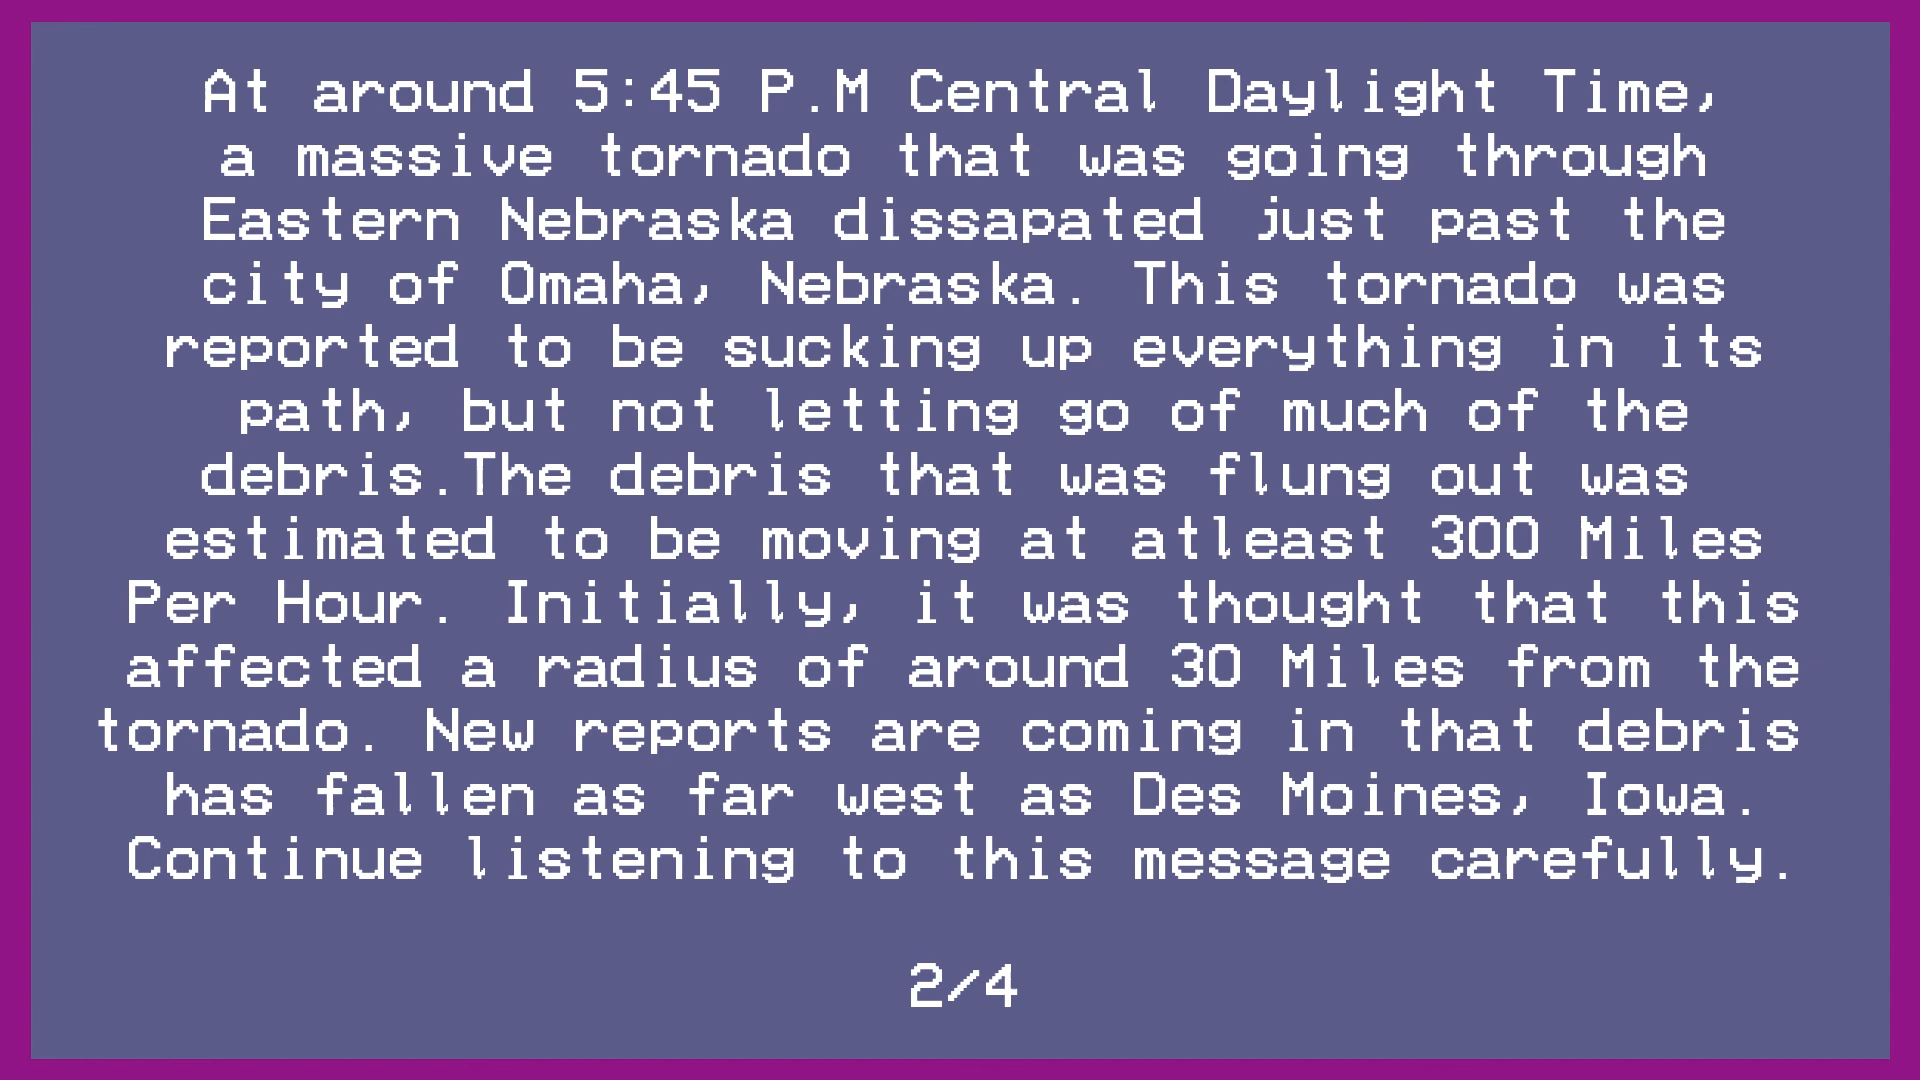 At around 5:45 P.M Central Daylight Time,
a massive tornado that was going through
Eastern Nebraska dissapated just past the
city of Omaha, Nebraska. This tornado was
reported to be sucking up everything in its
path, but not letting go of much of the
debris.The debris that was flung out was
estimated to be moving at atleast 300 Miles
Per Hour. Initially, it was thought that this
affected a radius of around 30 Miles from the
tornado. New reports are coming in that debris
has fallen as far west as Des Moines, Iowa.
Continue listening to this message carefully.
2/4